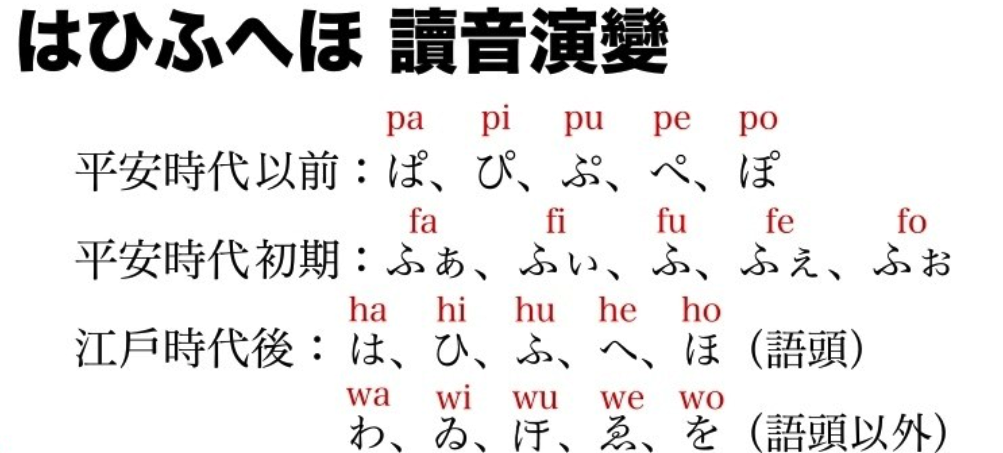 はひふへほ 讀音演變
pa pi pu pe po
平安時代以前：ぱ、ぴ、ぷ、ぺ、ぽ
fa fi fu fe fo
平安時代初期：ふぁ、ふぃ、ふ、ふぇ、ふぉ
ha hi hu he ho
江戶時代後：は、ひ、ふ、へ、ほ（語頭）
wa wi wu we wo
わ、ゐ、汙、ゑ、を（語頭以外）